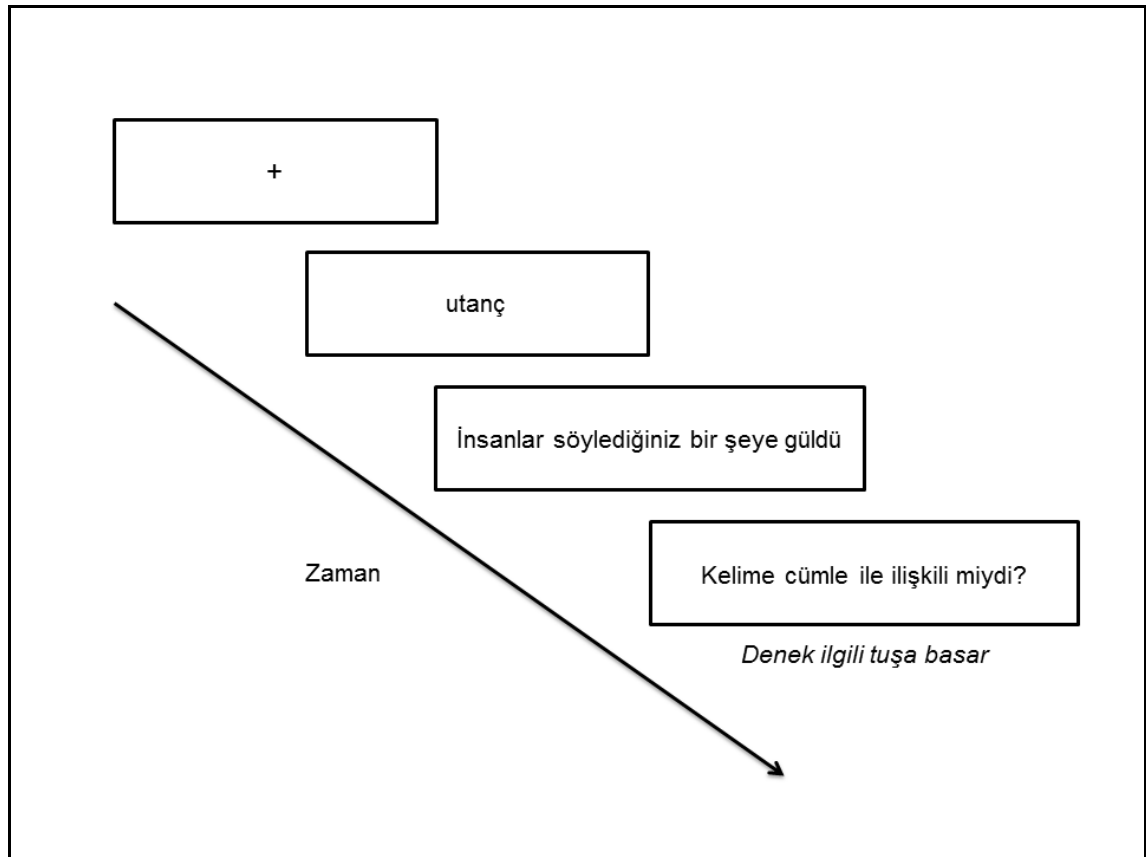 +
utanç
İnsanlar söylediğiniz bir şeye güldü
Kelime cümle ile ilişkili miydi?
Zaman
Denek ilgili tuşa basar